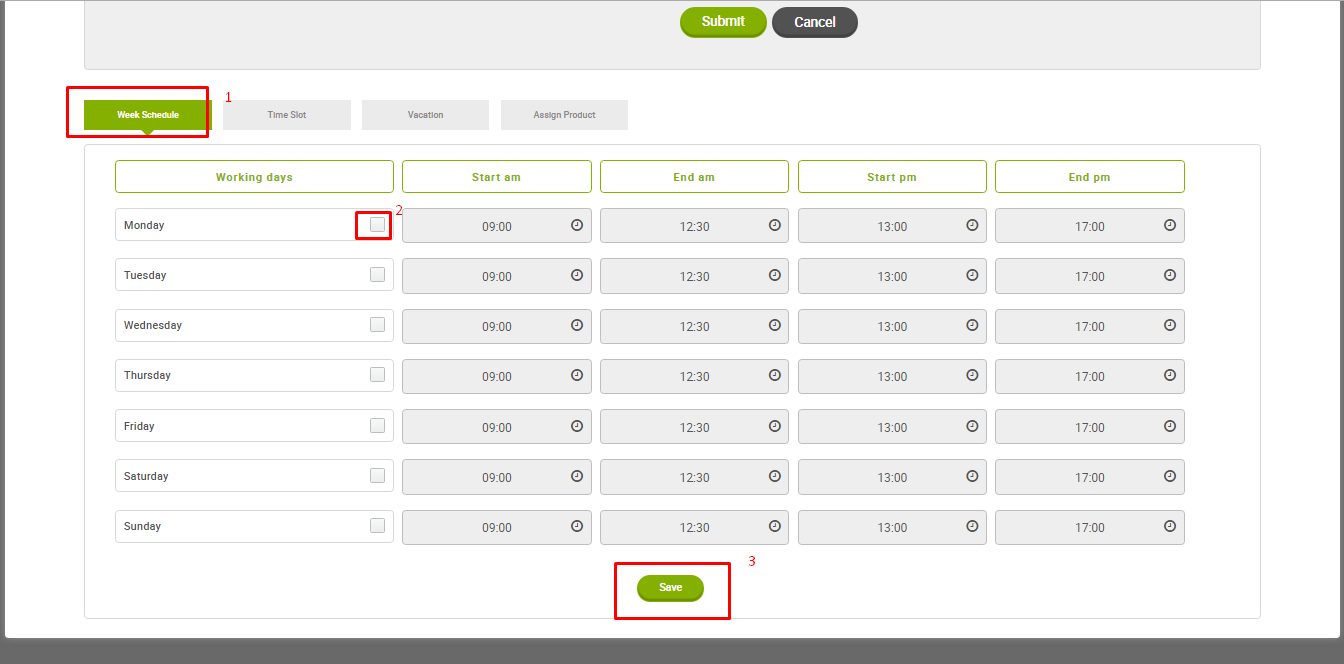 Submit Cancel
1
Week Schedule Time Slot Vacation Assign Product
Working days Start am End am Start pm End pm
2
Monday 09:00 12:30 13:00 17:00
Tuesday 09:00 12:30 13:00 17:00
Wednesday 09:00 12:30 13:00 17:00
Thursday 09:00 12:30 13:00 17:00
Friday 09:00 12:30 13:00 17:00
Saturday 09:00 12:30 13:00 17:00
Sunday 09:00 12:30 13:00 17:00
3
Save